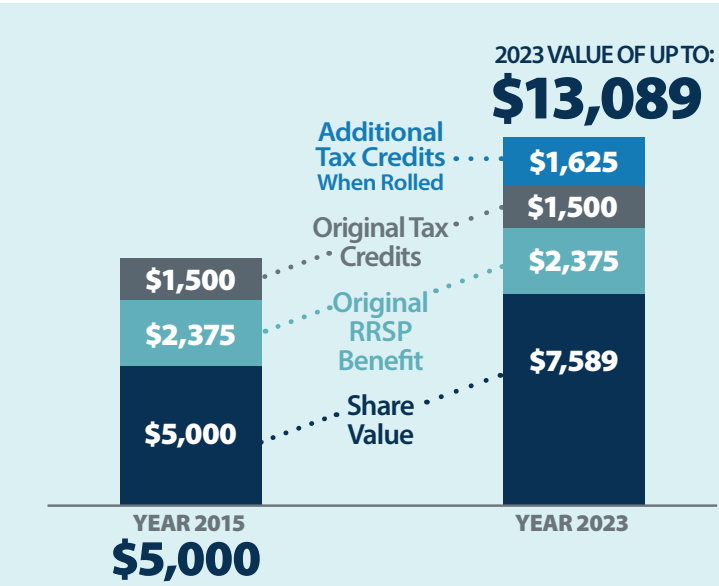 2023 VALUE OF UP TO:
$13,089
Additional
Tax Credits
When Rolled
$1,625
Original Tax
Credits
$1,500
$1,500
Original
RRSP
Benefit
$2,375
$2,375
Share
Value
$5,000
$7,589
YEAR 2015
$5,000
YEAR 2023